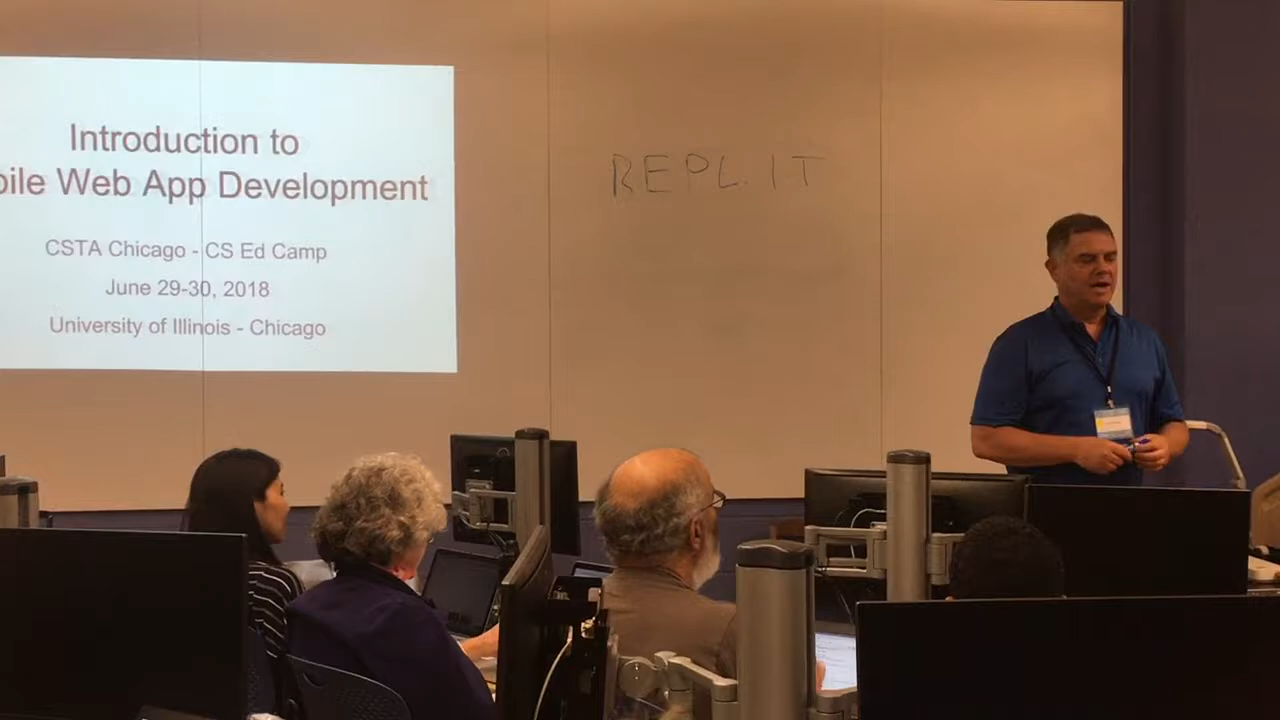 Introduction to
bile Web App Development
CSTA Chicago - CS Ed Camp
June 29-30, 2018
University of Illinois - Chicago
REPL.IT